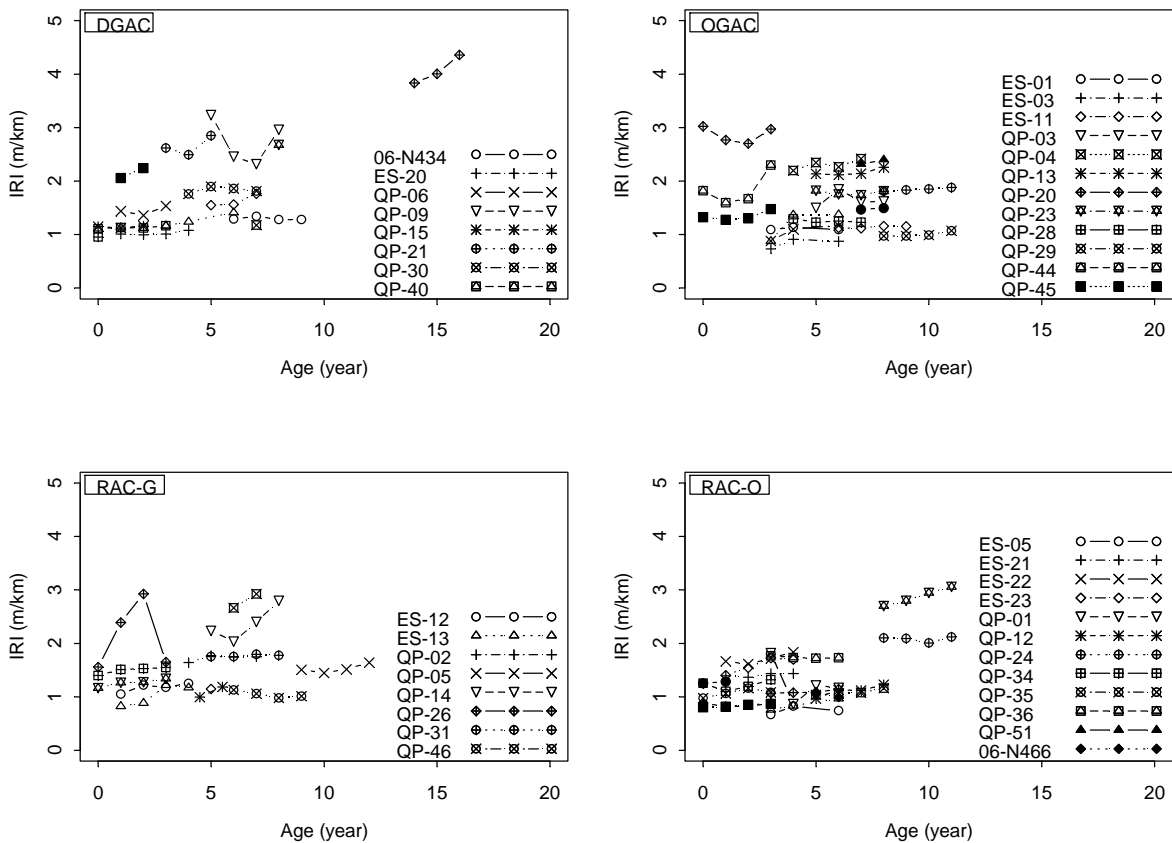 DGAC
IRI (m/km)
5
4
3
2
1
0
06-N434
ES-20
QP-06
QP-09
QP-15
QP-21
QP-30
QP-40
0 5 10 15 20
Age (year)
OGAC
IRI (m/km)
5
4
3
2
1
0
ES-01
ES-03
ES-11
QP-03
QP-04
QP-13
QP-20
QP-23
QP-28
QP-29
QP-44
QP-45
0 5 10 15 20
Age (year)
RAC-G
IRI (m/km)
5
4
3
2
1
0
ES-12
ES-13
QP-02
QP-05
QP-14
QP-26
QP-31
QP-46
0 5 10 15 20
Age (year)
RAC-O
IRI (m/km)
5
4
3
2
1
0
ES-05
ES-21
ES-22
ES-23
QP-01
QP-12
QP-24
QP-34
QP-35
QP-36
QP-51
06-N466
0 5 10 15 20
Age (year)